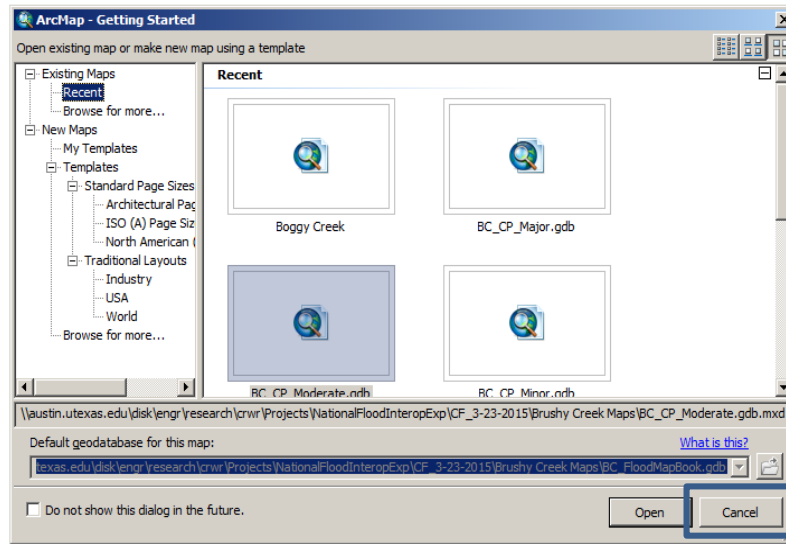 ArcMap - Getting Started
Open existing map or make new map using a template
Existing Maps
Recent
Browse for more...
New Maps
My Templates
Templates
Standard Page Sizes
Architectural Pag
ISO (A) Page Siz
North American (
Traditional Layouts
Industry
USA
World
Browse for more...
Recent
Boggy Creek
BC_CP_Major.gdb
BC_CP_Moderate.gdb
BC_CP_Minor.gdb
\\austin.utexas.edu\disk\engr\research\crwr\Projects\NationalFloodInteropExp\CF_3-23-2015\Brushy Creek Maps\BC_CP_Moderate.gdb.mxd
Default geodatabase for this map:
What is this?
texas.edu\disk\engr\research\crwr\Projects\NationalFloodInteropExp\CF_3-23-2015\Brushy Creek Maps\BC_FloodMapBook.gdb
Do not show this dialog in the future.
Open
Cancel